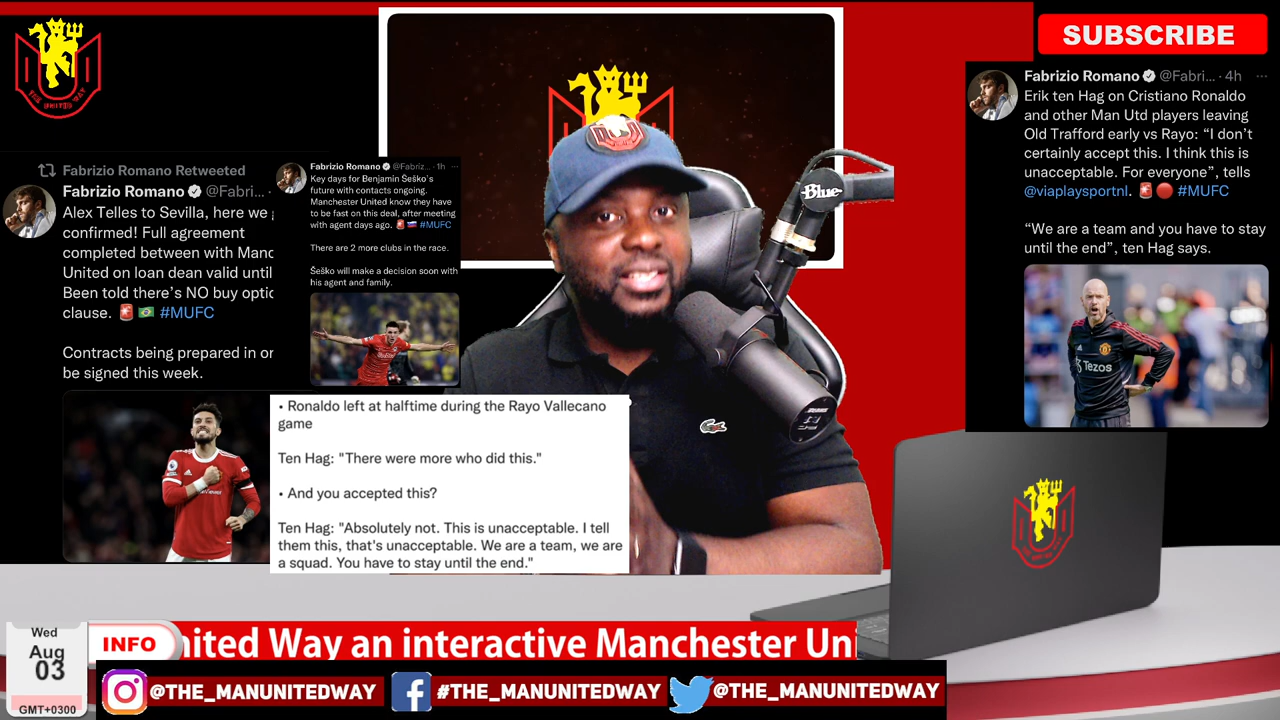 THE UNITED WAY
SUBSCRIBE
Fabrizio Romano Retweeted
Fabrizio Romano @Fabri... ·
Alex Telles to Sevilla, here we
confirmed! Full agreement
completed between with Manc
United on loan dean valid until
Been told there's NO buy optic
clause. 🚨🇧🇷 #MUFC
Contracts being prepared in or
be signed this week.
Fabrizio Romano @Fabriz... · 1h ...
Key days for Benjamin Šeško's
future with contacts ongoing.
Manchester United know they have
to be fast on this deal, after meeting
with agent days ago. 🚨🇸🇮 #MUFC
There are 2 more clubs in the race.
Šeško will make a decision soon with
his agent and family.
Blue
Fabrizio Romano @Fabri... · 4h ...
Erik ten Hag on Cristiano Ronaldo
and other Man Utd players leaving
Old Trafford early vs Rayo: “I don't
certainly accept this. I think this is
unacceptable. For everyone”, tells
@viaplaysportnl. 🚨🔴 #MUFC
“We are a team and you have to stay
until the end”, ten Hag says.
Tezos
• Ronaldo left at halftime during the Rayo Vallecano
game
Ten Hag: "There were more who did this."
• And you accepted this?
Ten Hag: "Absolutely not. This is unacceptable. I tell
them this, that's unacceptable. We are a team, we are
a squad. You have to stay until the end."
Wed
Aug
03
GMT+0300
INFO
nited Way an interactive Manchester Uni
@THE_MANUNITEDWAY
#THE_MANUNITEDWAY
@THE_MANUNITEDWAY